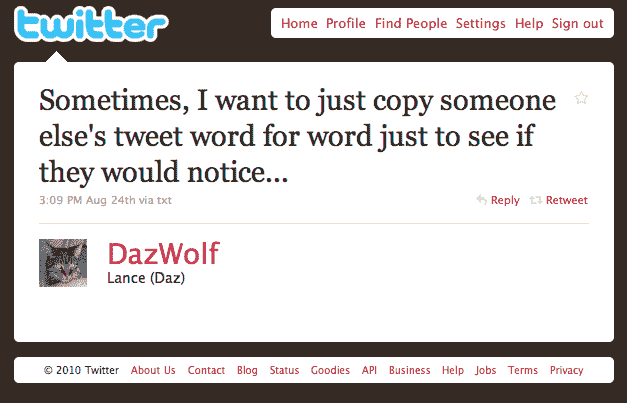 twitter
Home Profile Find People Settings Help Sign out
Sometimes, I want to just copy someone
else's tweet word for word just to see if
they would notice...
3:09 PM Aug 24th via txt
Reply Retweet
DazWolf
Lance (Daz)
© 2010 Twitter About Us Contact Blog Status Goodies API Business Help Jobs Terms Privacy